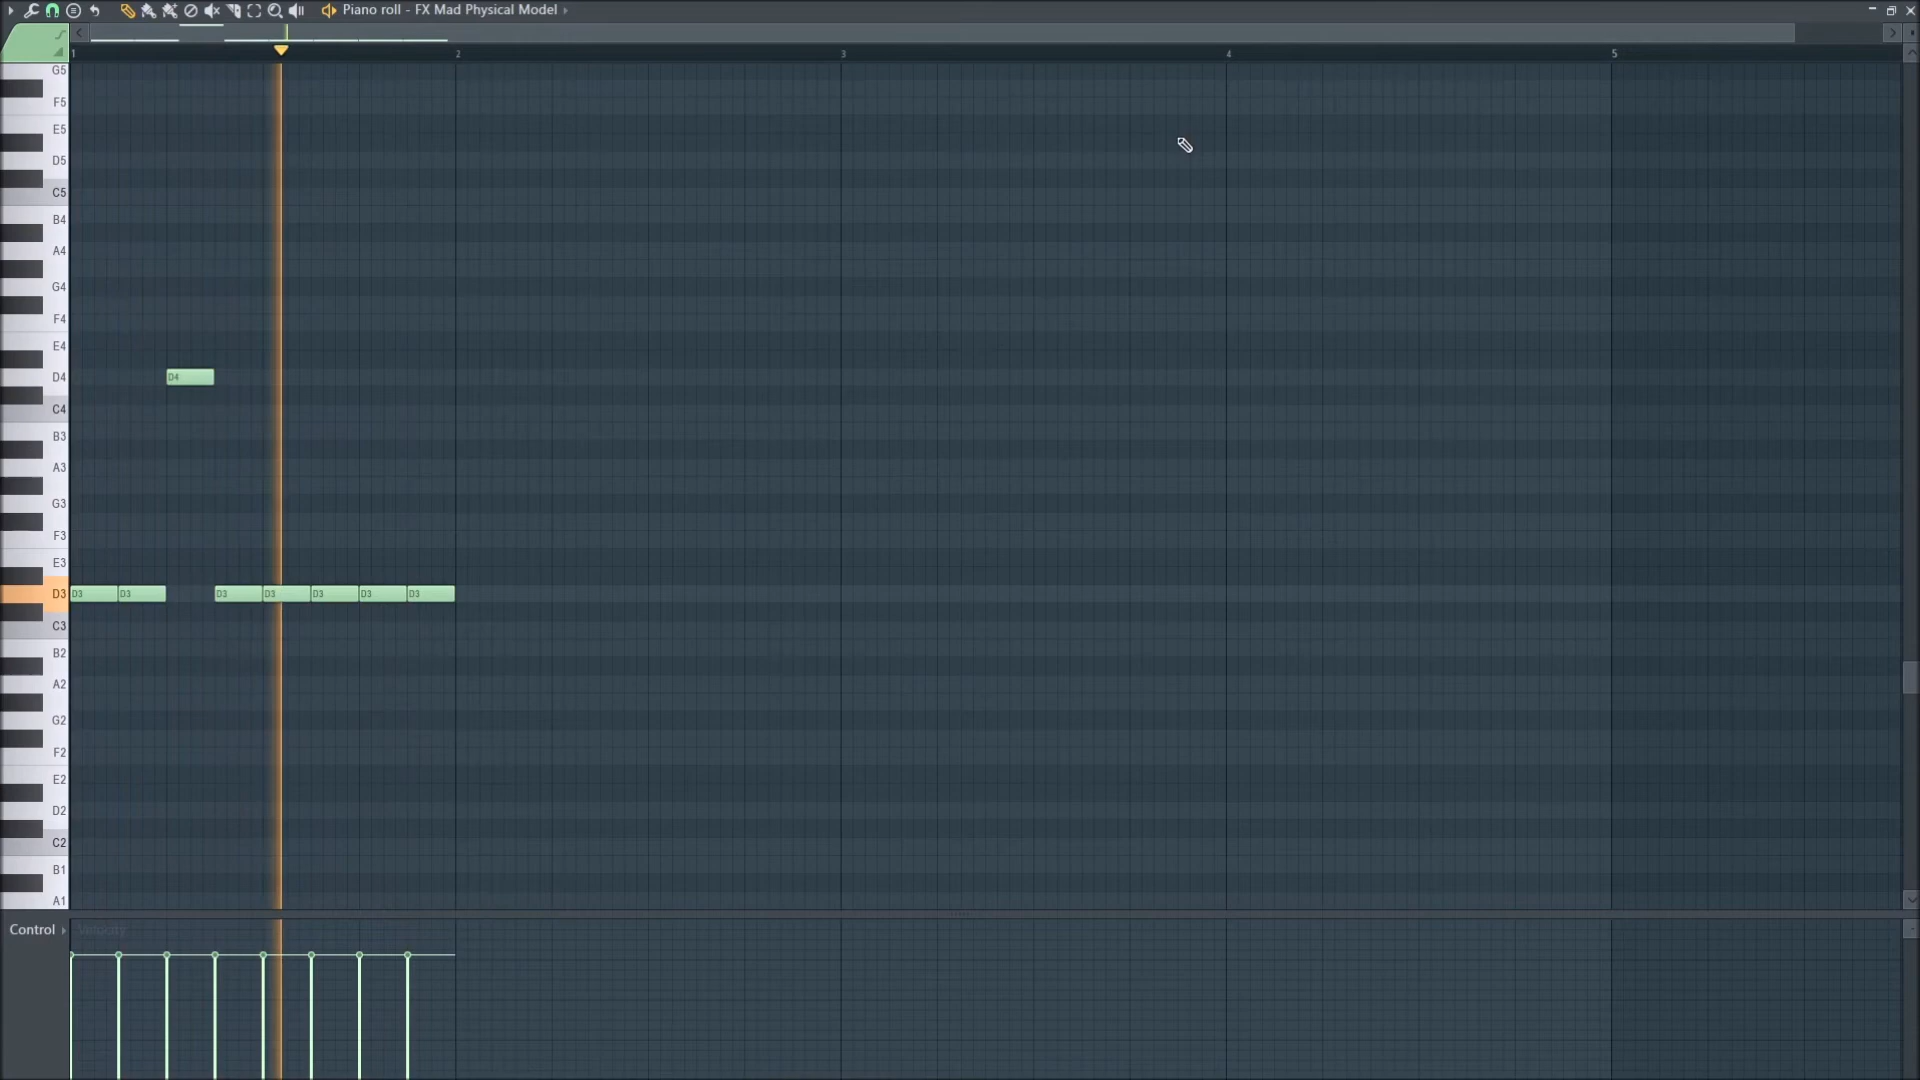 Piano roll - FX Mad Physical Model
1 2 3 4 5
G5
F5
E5
D5
C5
B4
A4
G4
F4
E4
D4 D4
C4
B3
A3
G3
F3
E3
D3 D3 D3 D3 D3 D3 D3 D3
C3
B2
A2
G2
F2
E2
D2
C2
B1
A1
Control Velocity